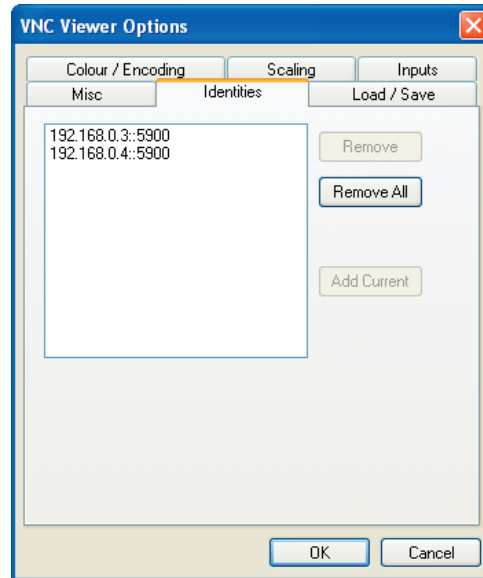 VNC Viewer Options
Colour / Encoding Scaling Inputs
Misc Identities Load / Save
192.168.0.3::5900
192.168.0.4::5900
Remove
Remove All
Add Current
OK Cancel